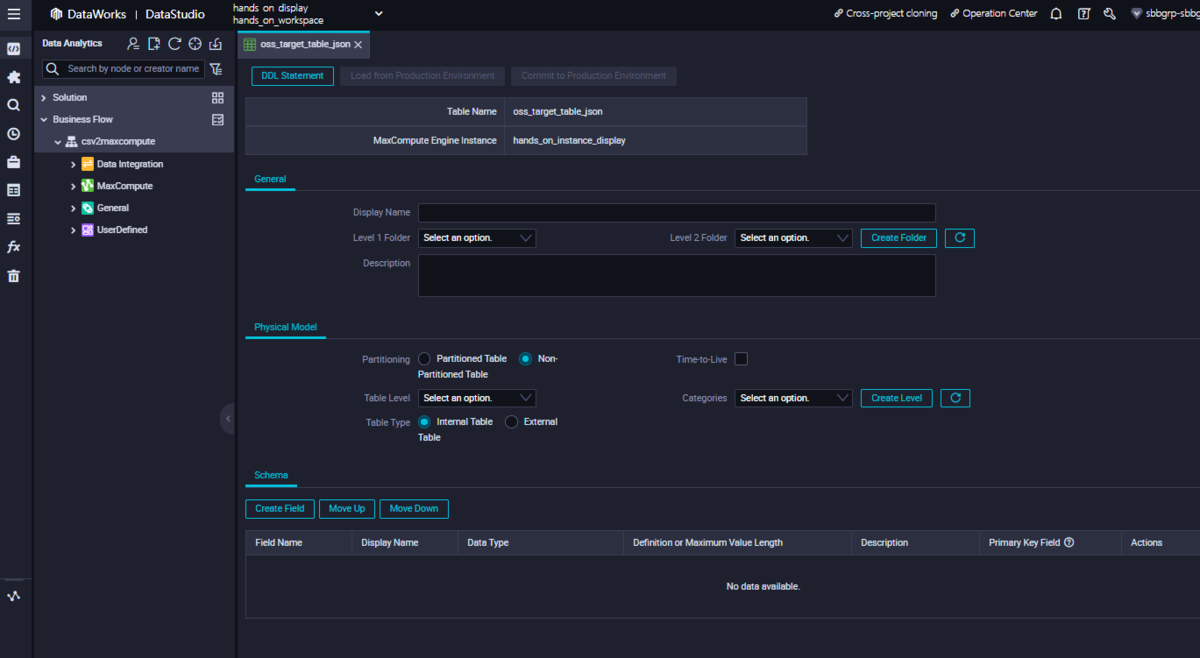 DataWorks | DataStudio
hands_on_display
hands_on_workspace
Cross-project cloning
Operation Center
sbbgrp-sbbg
Data Analytics
Search by node or creator name
Solution
Business Flow
csv2maxcompute
Data Integration
MaxCompute
General
UserDefined
oss_target_table_json
DDL Statement
Load from Production Environment
Commit to Production Environment
Table Name oss_target_table_json
MaxCompute Engine Instance hands_on_instance_display
General
Display Name
Level 1 Folder Select an option. Level 2 Folder Select an option. Create Folder
Description
Physical Model
Partitioning Partitioned Table Non-
Partitioned Table
Time-to-Live
Table Level Select an option. Categories Select an option. Create Level
Table Type Internal Table External
Table
Schema
Create Field Move Up Move Down
Field Name Display Name Data Type Definition or Maximum Value Length Description Primary Key Field Actions
No data available.